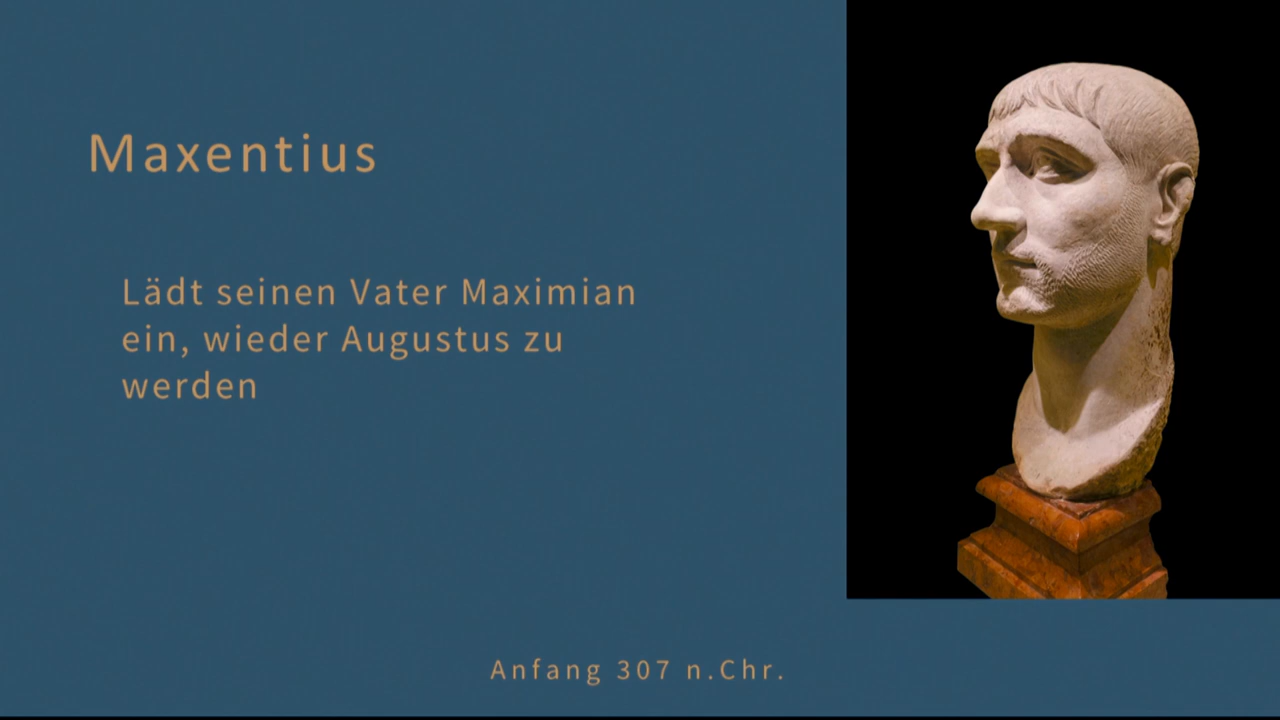 Maxentius
Lädt seinen Vater Maximian
ein, wieder Augustus zu
werden
Anfang 307 n.Chr.